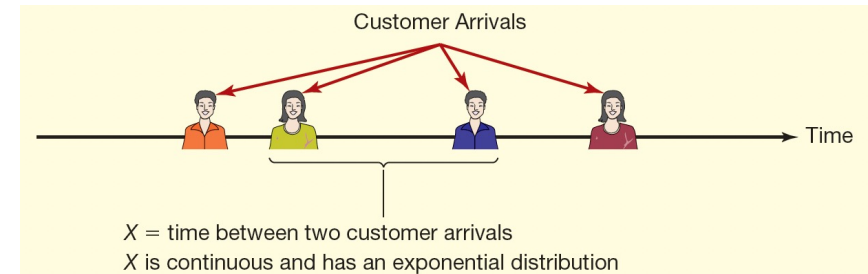 Customer Arrivals
Time
X = time between two customer arrivals
X is continuous and has an exponential distribution